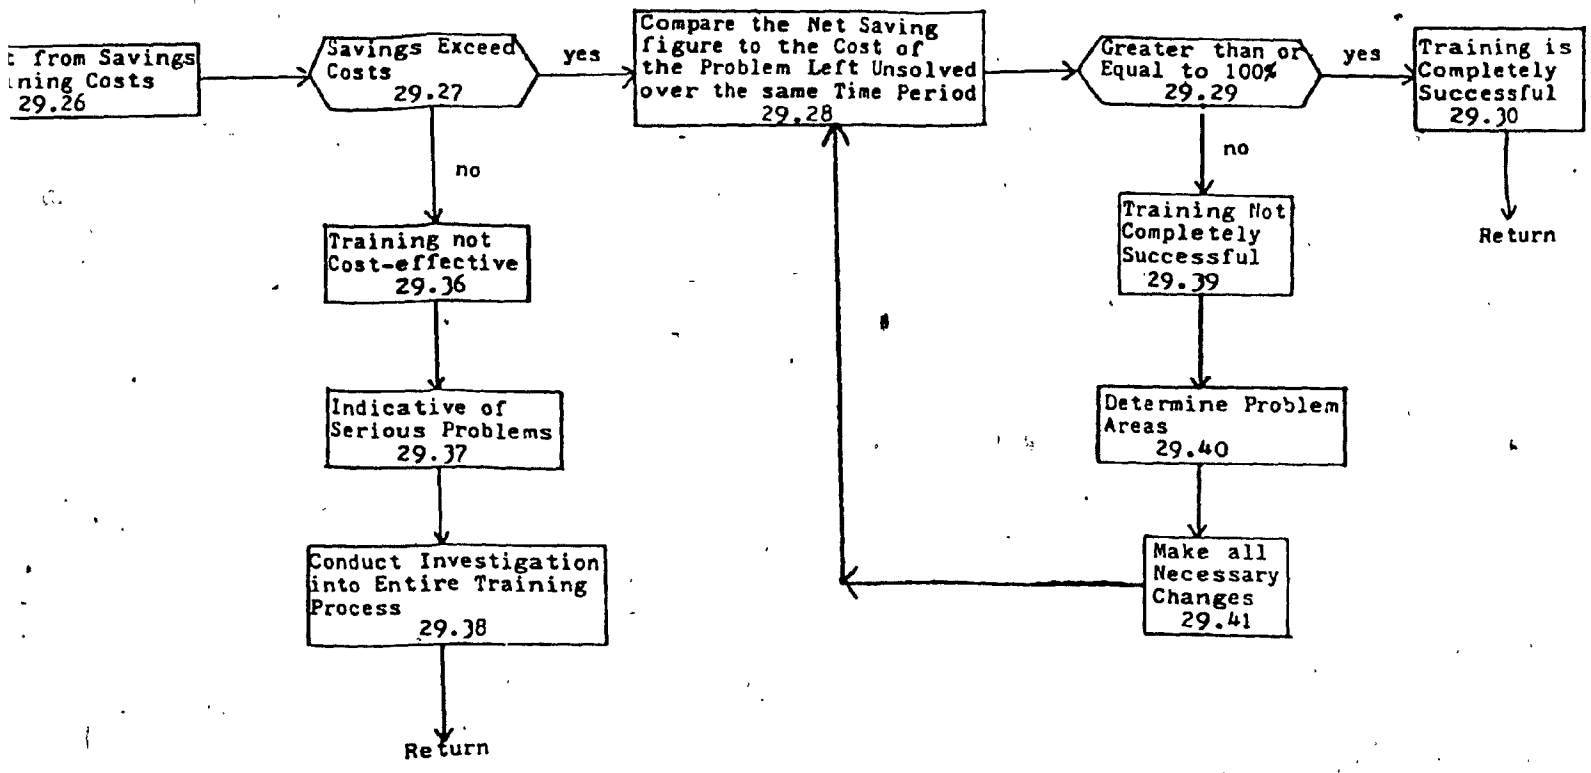 from Savings
Costs
29.26
Savings Exceed
Costs
29.27
yes
no
Compare the Net Saving
figure to the Cost of
the Problem Left Unsolved
over the same Time Period
29.28
Greater than or
Equal to 100%
29.29
yes
no
Training is
Completely
Successful
29.30
Return
Training not
Cost-effective
29.36
Indicative of
Serious Problems
29.37
Conduct Investigation
into Entire Training
Process
29.38
Return
Training Not
Completely
Successful
29.39
Determine Problem
Areas
29.40
Make all
Necessary
Changes
29.41